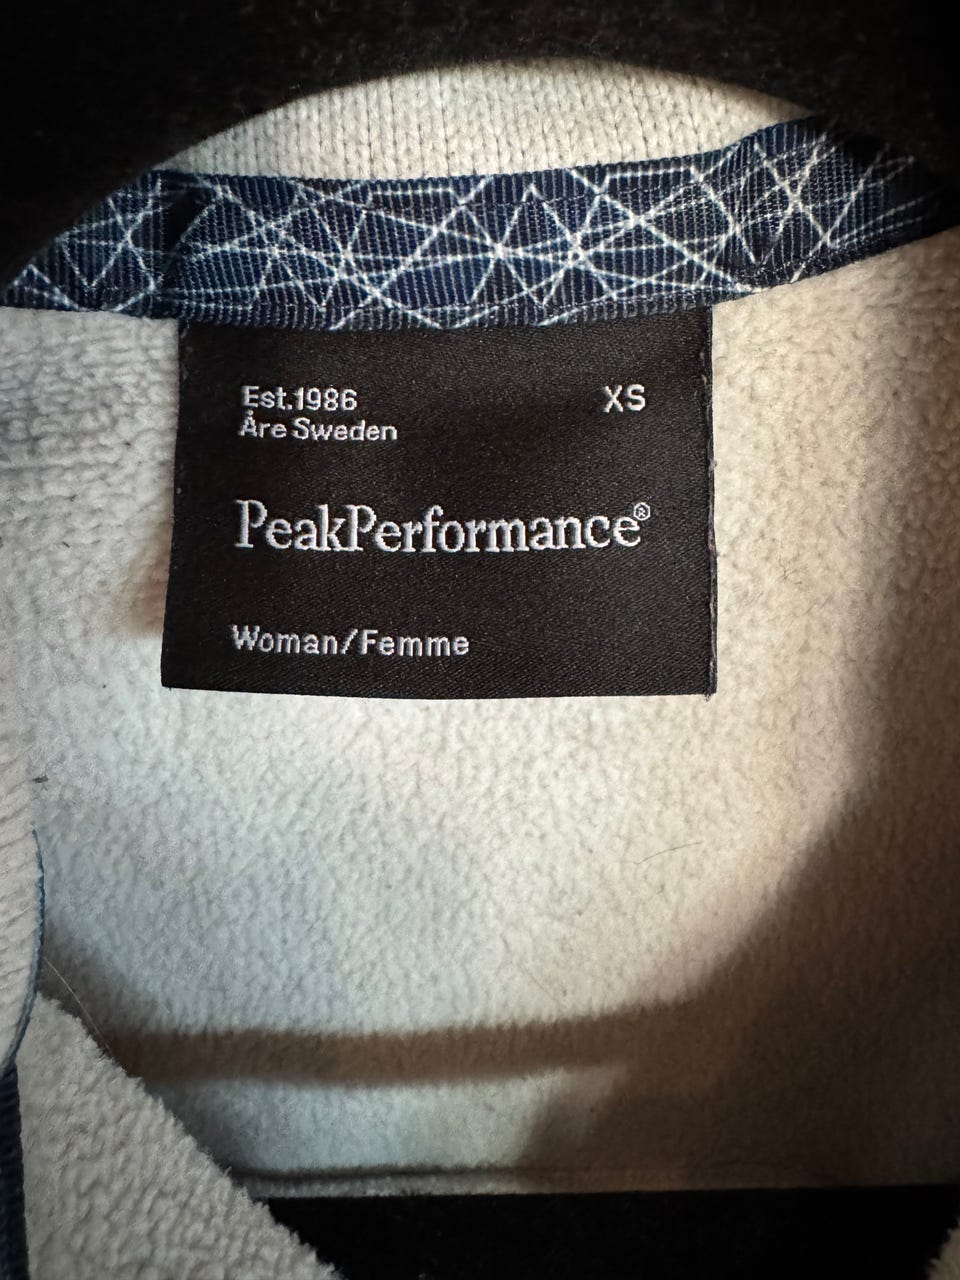 Est.1986 XS
Åre Sweden
PeakPerformance®
Woman/Femme